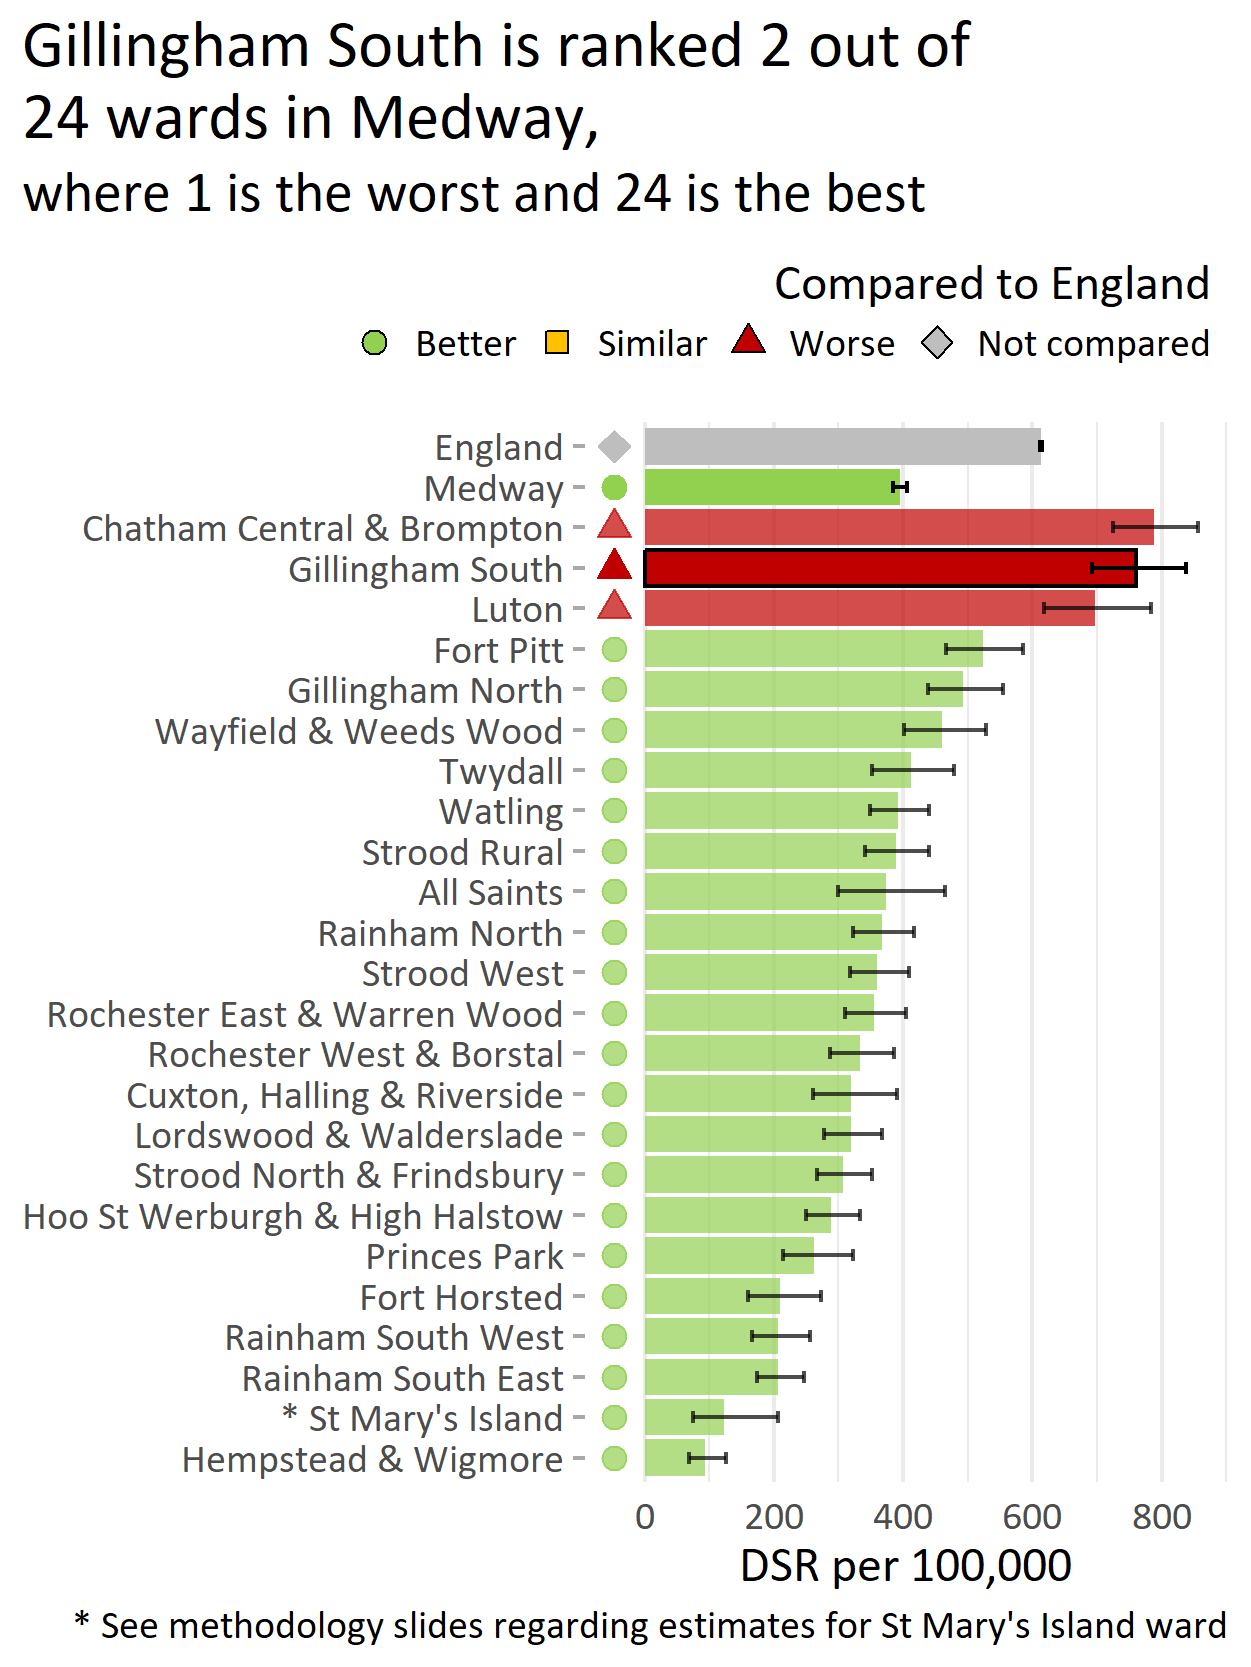 Gillingham South is ranked 2 out of
24 wards in Medway,
where 1 is the worst and 24 is the best
Compared to England
Better Similar Worse Not compared
England
Medway
Chatham Central & Brompton
Gillingham South
Luton
Fort Pitt
Gillingham North
Wayfield & Weeds Wood
Twydall
Watling
Strood Rural
All Saints
Rainham North
Strood West
Rochester East & Warren Wood
Rochester West & Borstal
Cuxton, Halling & Riverside
Lordswood & Walderslade
Strood North & Frindsbury
Hoo St Werburgh & High Halstow
Princes Park
Fort Horsted
Rainham South West
Rainham South East
* St Mary's Island
Hempstead & Wigmore
0 200 400 600 800
DSR per 100,000
* See methodology slides regarding estimates for St Mary's Island ward